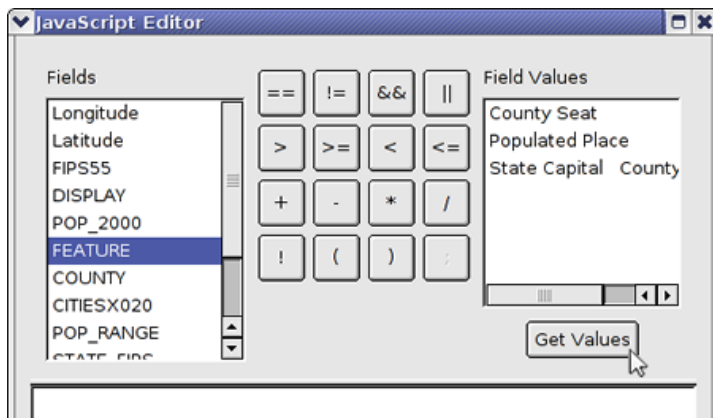 JavaScript Editor
Fields
Longitude
Latitude
FIPS55
DISPLAY
POP_2000
FEATURE
COUNTY
CITIESX020
POP_RANGE
STATE_FIPS
== != && ||
> >= < <=
+ - * /
! ( ) ;
Field Values
County Seat
Populated Place
State Capital County
Get Values